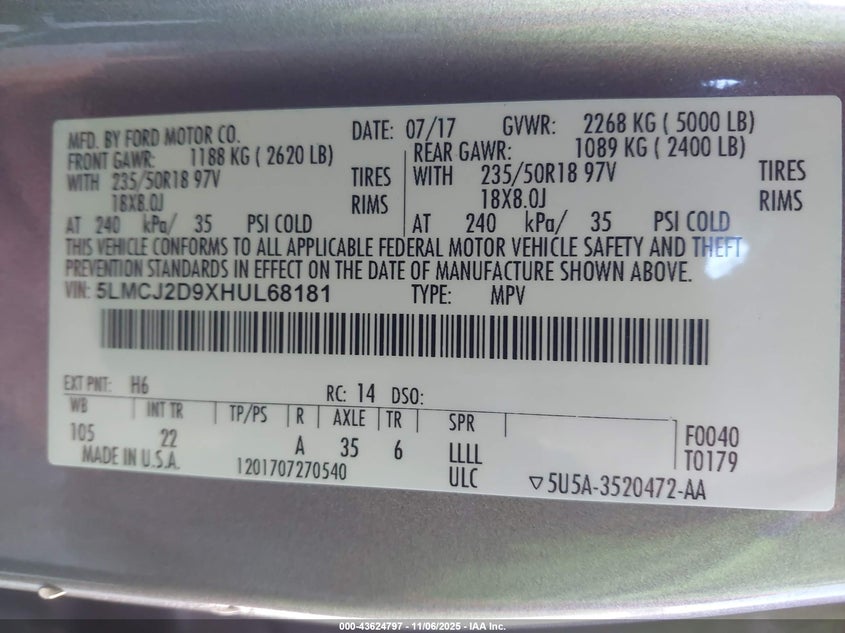 MFD. BY FORD MOTOR CO. DATE: 07/17 GVWR: 2268 KG ( 5000 LB)
FRONT GAWR: 1188 KG ( 2620 LB) REAR GAWR: 1089 KG ( 2400 LB)
WITH 235/50R18 97V TIRES WITH 235/50R18 97V TIRES
18X8.0J RIMS 18X8.0J RIMS
AT 240 kPa/ 35 PSI COLD AT 240 kPa/ 35 PSI COLD
THIS VEHICLE CONFORMS TO ALL APPLICABLE FEDERAL MOTOR VEHICLE SAFETY AND THEFT
PREVENTION STANDARDS IN EFFECT ON THE DATE OF MANUFACTURE SHOWN ABOVE.
VIN: 5LMCJ2D9XHUL68181 TYPE: MPV
EXT PNT: H6 RC: 14 DSO:
WB INT TR TP/PS R AXLE TR SPR
105 22 A 35 6 LLLL F0040
MADE IN U.S.A. 1201707270540 ULC T0179
▽5U5A-3520472-AA
000-43624797 - 11/06/2025 - IAA Inc.